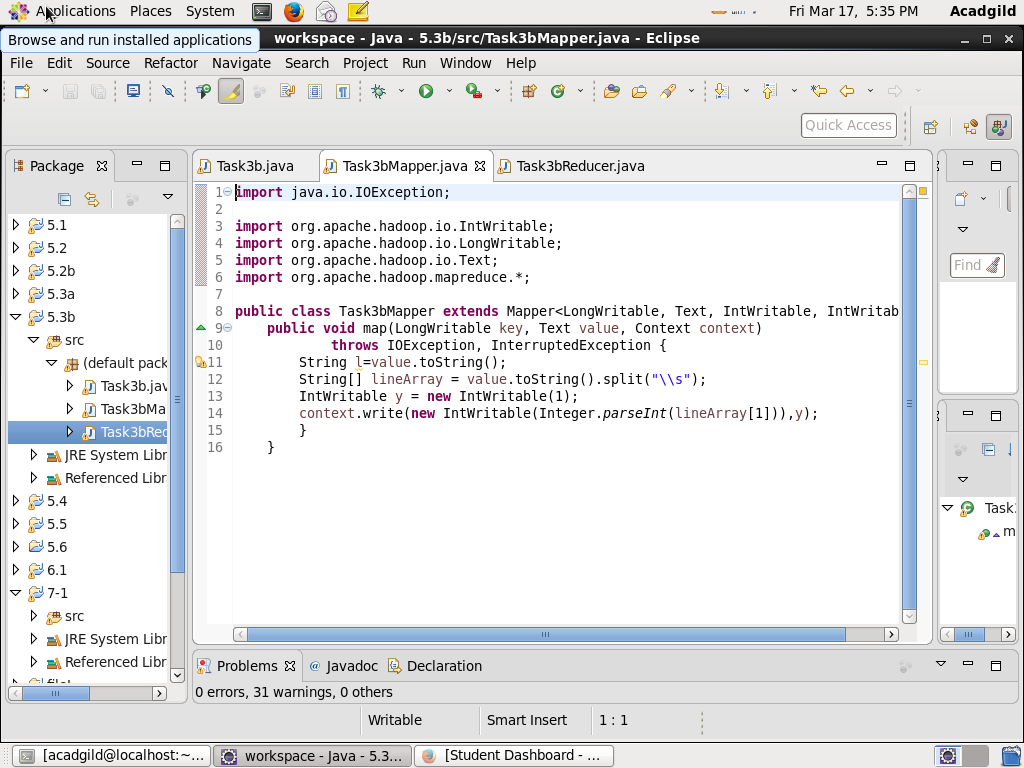 Applications Places System Fri Mar 17, 5:35 PM Acadgild
Browse and run installed applications
workspace - Java - 5.3b/src/Task3bMapper.java - Eclipse
File Edit Source Refactor Navigate Search Project Run Window Help
Quick Access
Package
Task3b.java Task3bMapper.java Task3bReducer.java
5.1
5.2
5.2b
5.3a
5.3b
src
(default pack
Task3b.jav
Task3bMa
Task3bRed
JRE System Libr
Referenced Libr
5.4
5.5
5.6
6.1
7-1
src
JRE System Libr
Referenced Libr
1 import java.io.IOException;
2
3 import org.apache.hadoop.io.IntWritable;
4 import org.apache.hadoop.io.LongWritable;
5 import org.apache.hadoop.io.Text;
6 import org.apache.hadoop.mapreduce.*;
7
8 public class Task3bMapper extends Mapper<LongWritable, Text, IntWritable, IntWritab
9 public void map(LongWritable key, Text value, Context context)
10 throws IOException, InterruptedException {
11 String l=value.toString();
12 String[] lineArray = value.toString().split("\\s");
13 IntWritable y = new IntWritable(1);
14 context.write(new IntWritable(Integer.parseInt(lineArray[1])),y);
15 }
16 }
Find
Task3
m
Problems @ Javadoc Declaration
0 errors, 31 warnings, 0 others
Writable Smart Insert 1 : 1
[acadgild@localhost:~... workspace - Java - 5.3... [Student Dashboard - ...